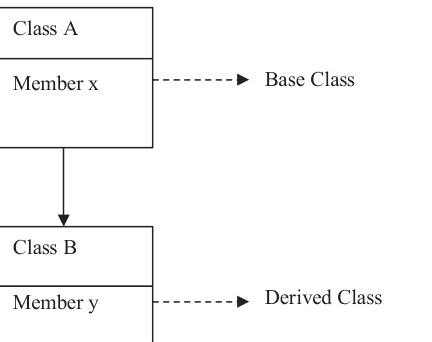 Class A
Member x
Base Class
Class B
Member y
Derived Class